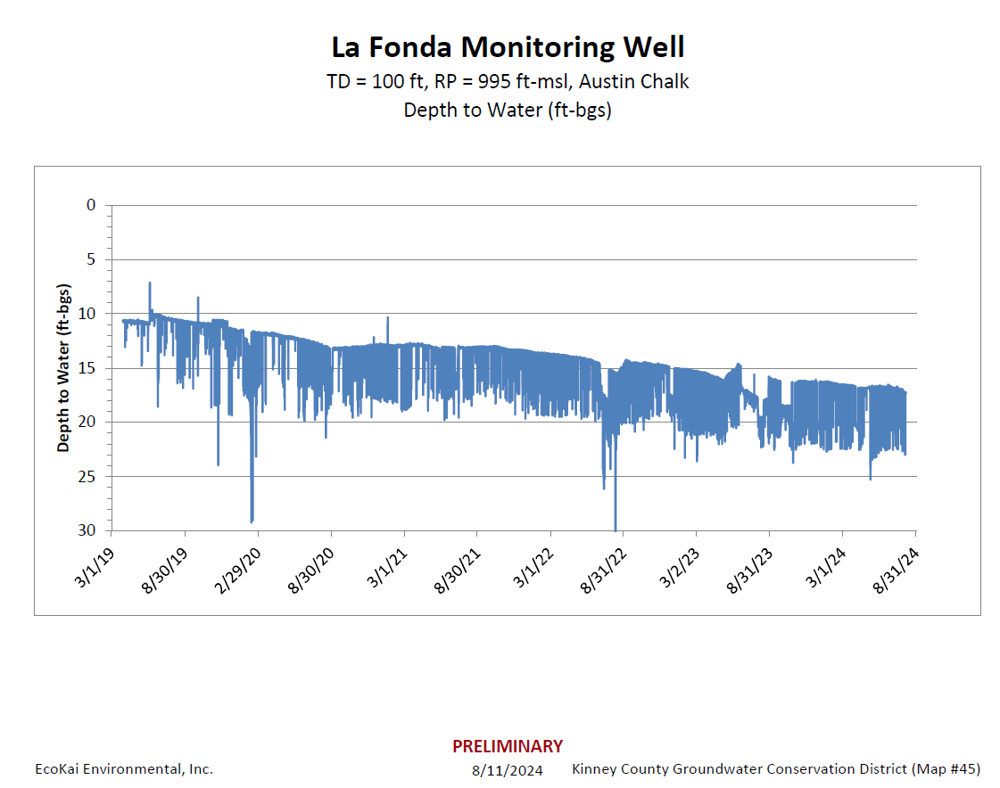 La Fonda Monitoring Well
TD = 100 ft, RP = 995 ft-msl, Austin Chalk
Depth to Water (ft-bgs)
Depth to Water (ft-bgs)
0
5
10
15
20
25
30
3/1/19
8/30/19
2/29/20
8/30/20
3/1/21
8/30/21
3/1/22
8/31/22
3/2/23
8/31/23
3/1/24
8/31/24
PRELIMINARY
EcoKai Environmental, Inc.
8/11/2024
Kinney County Groundwater Conservation District (Map #45)